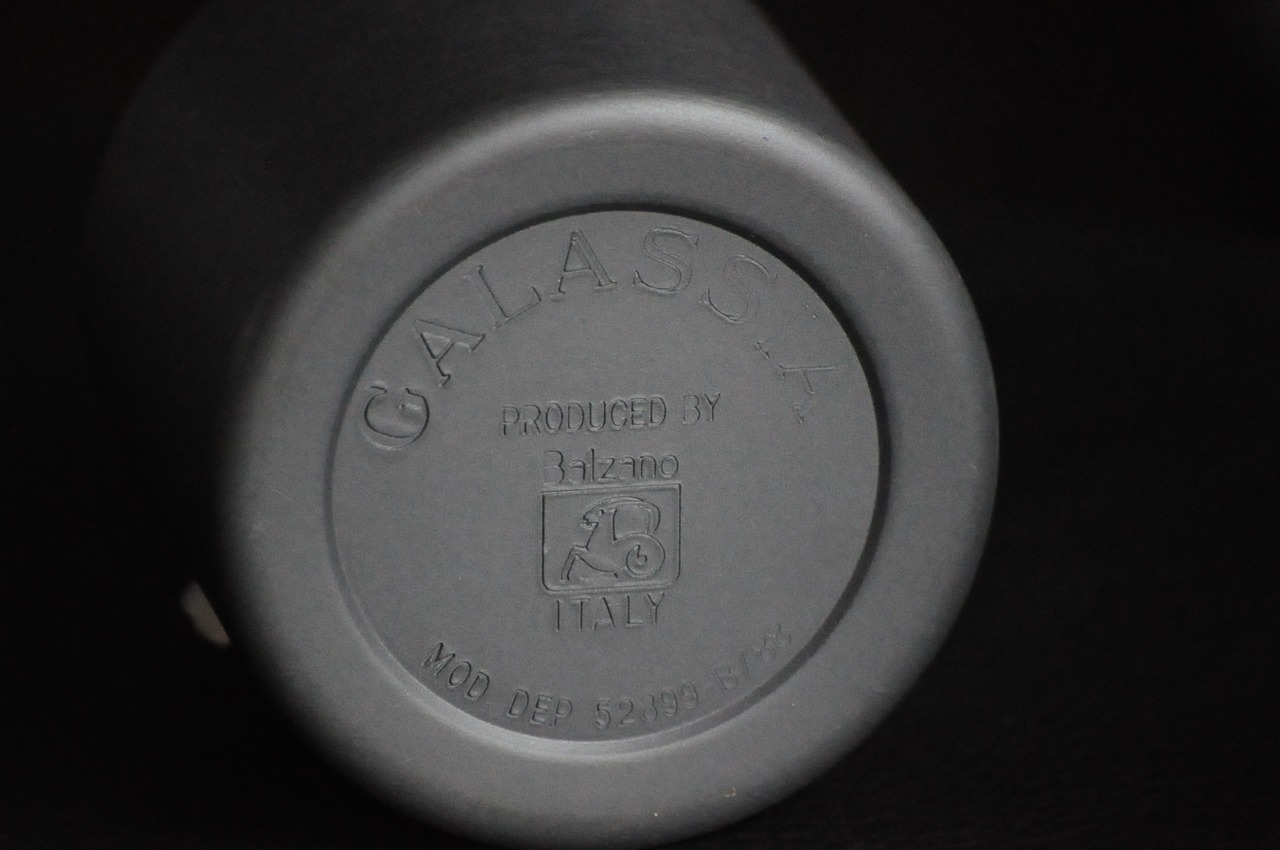 GALASSIA
PRODUCED BY
Balzano
ITALY
MOD DEP 52399